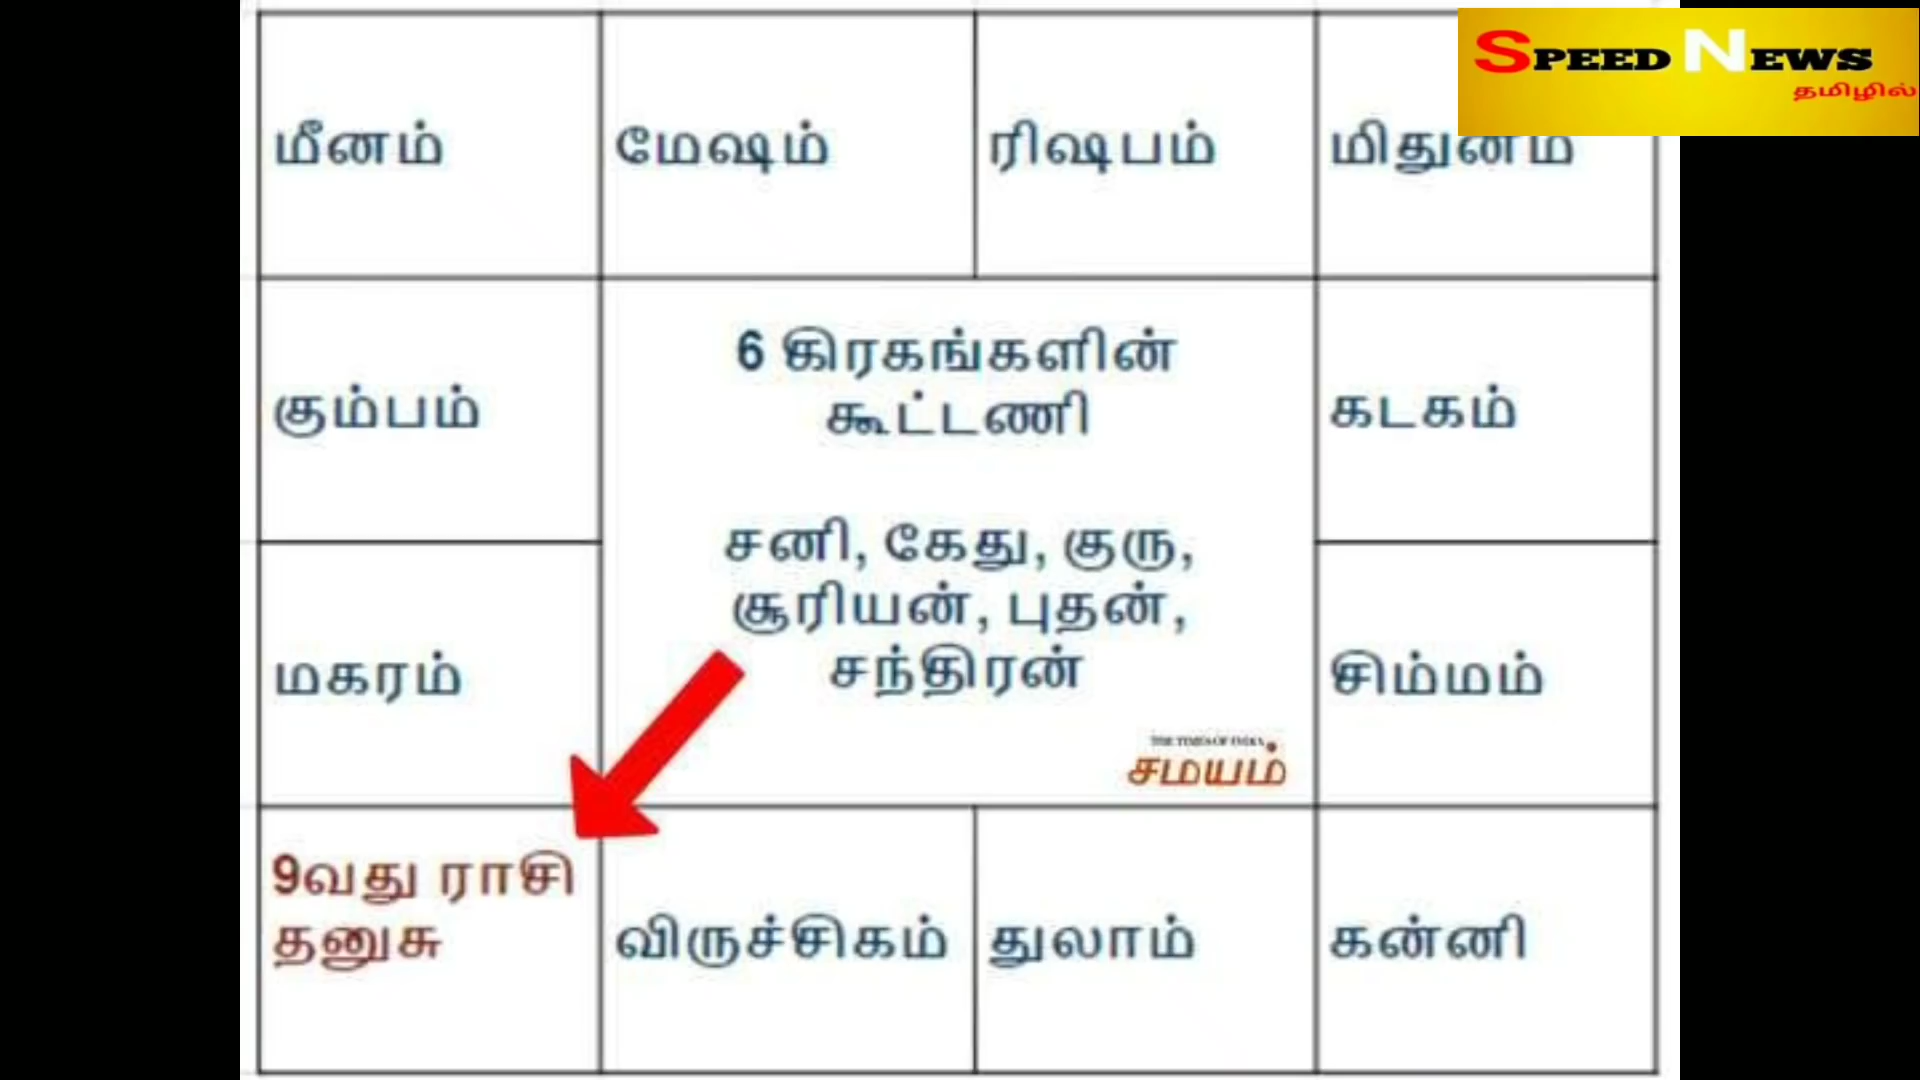 SPEED NEWS
தமிழில்
மீனம்
மேஷம்
ரிஷபம்
மிதுனம்
கும்பம்
6 கிரகங்களின்
கூட்டணி
கடகம்
சனி, கேது, குரு,
சூரியன், புதன்,
சந்திரன்
மகரம்
சிம்மம்
THE TIMES OF INDIA
சமயம்
9வது ராசி
தனுசு
விருச்சிகம்
துலாம்
கன்னி